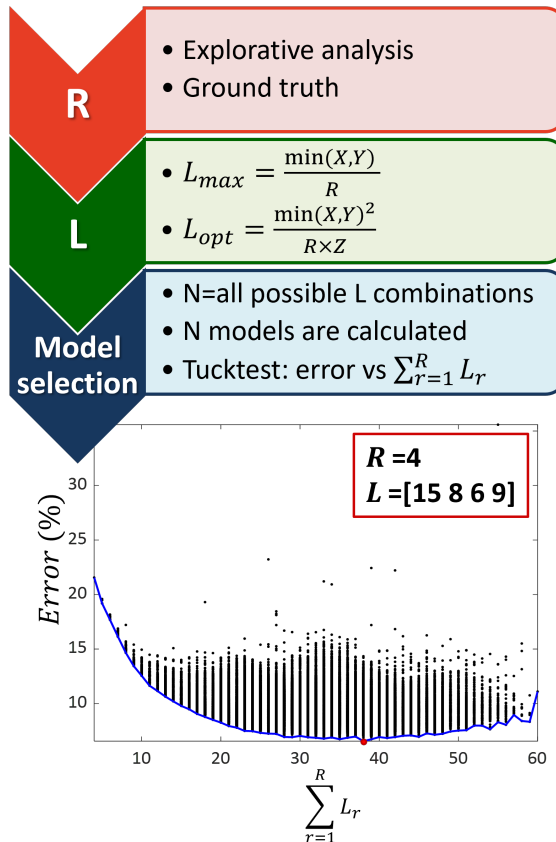 R
• Explorative analysis
• Ground truth
L
• L_max = min(X,Y) / R
• L_opt = min(X,Y)² / (R×Z)
Model
selection
• N=all possible L combinations
• N models are calculated
• Tucktest: error vs ∑_{r=1}^{R} L_r
R =4
L =[15 8 6 9]
Error (%)
30
25
20
15
10
10 20 30 40 50 60
∑_{r=1}^{R} L_r